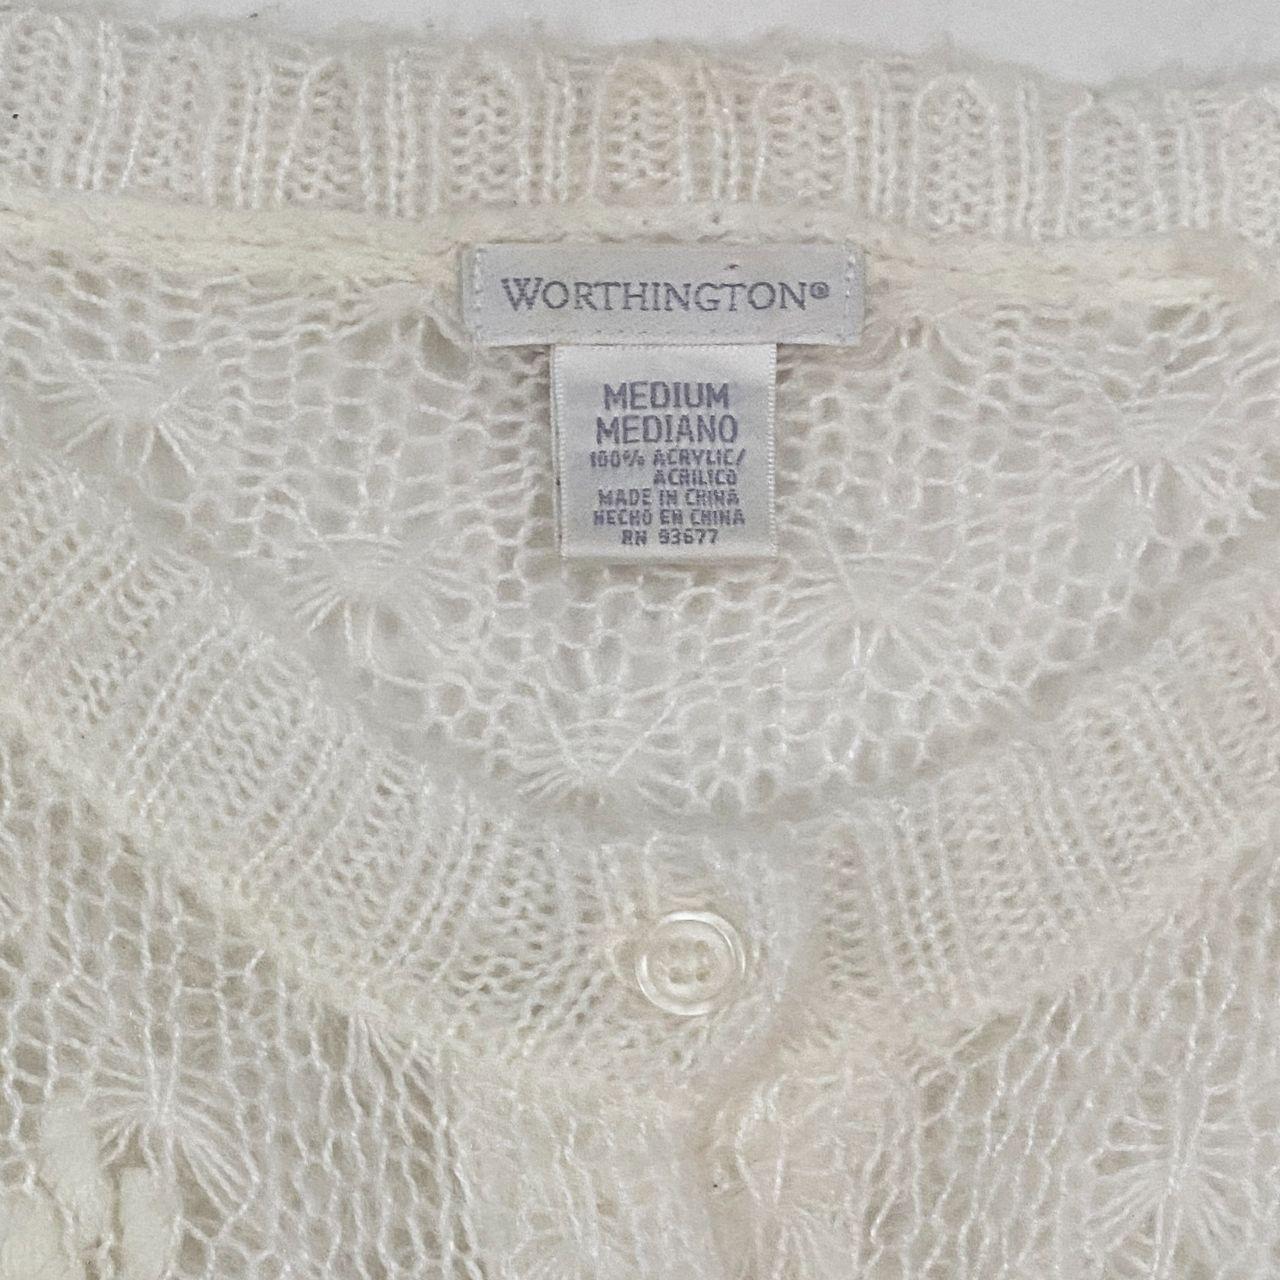 WORTHINGTON®
MEDIUM
MEDIANO
100% ACRYLIC/
ACRILICO
MADE IN CHINA
HECHO EN CHINA
RN 93677